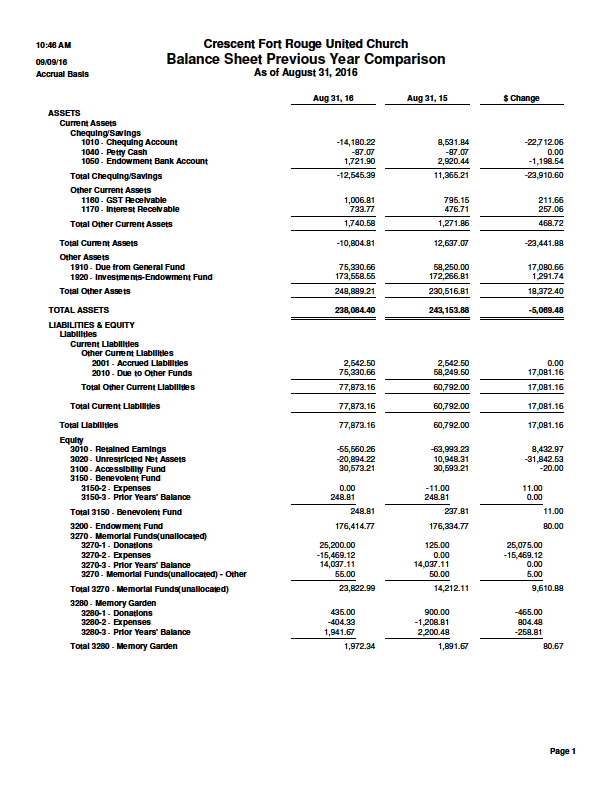 10:46 AM
09/09/16
Accrual Basis
Crescent Fort Rouge United Church
Balance Sheet Previous Year Comparison
As of August 31, 2016
Aug 31, 16 Aug 31, 15 $ Change
ASSETS
Current Assets
Chequing/Savings
1010 · Chequing Account -14,180.22 8,531.84 -22,712.06
1040 · Petty Cash -87.07 -87.07 0.00
1050 · Endowment Bank Account 1,721.90 2,920.44 -1,198.54
Total Chequing/Savings -12,545.39 11,365.21 -23,910.60
Other Current Assets
1160 · GST Receivable 1,006.81 795.15 211.66
1170 · Interest Receivable 733.77 476.71 257.06
Total Other Current Assets 1,740.58 1,271.86 468.72
Total Current Assets -10,804.81 12,637.07 -23,441.88
Other Assets
1910 · Due from General Fund 75,330.66 58,250.00 17,080.66
1920 · Investments-Endowment Fund 173,558.55 172,266.81 1,291.74
Total Other Assets 248,889.21 230,516.81 18,372.40
TOTAL ASSETS 238,084.40 243,153.88 -5,069.48
LIABILITIES & EQUITY
Liabilities
Current Liabilities
Other Current Liabilities
2001 · Accrued Liabilities 2,542.50 2,542.50 0.00
2010 · Due to Other Funds 75,330.66 58,249.50 17,081.16
Total Other Current Liabilities 77,873.16 60,792.00 17,081.16
Total Current Liabilities 77,873.16 60,792.00 17,081.16
Total Liabilities 77,873.16 60,792.00 17,081.16
Equity
3010 · Retained Earnings -55,560.26 -63,993.23 8,432.97
3020 · Unrestricted Net Assets -20,894.22 10,948.31 -31,842.53
3100 · Accessibility Fund 30,573.21 30,593.21 -20.00
3150 · Benevolent Fund
3150-2 · Expenses 0.00 -11.00 11.00
3150-3 · Prior Years' Balance 248.81 248.81 0.00
Total 3150 · Benevolent Fund 248.81 237.81 11.00
3200 · Endowment Fund 176,414.77 176,334.77 80.00
3270 · Memorial Funds(unallocated)
3270-1 · Donations 25,200.00 125.00 25,075.00
3270-2 · Expenses -15,469.12 0.00 -15,469.12
3270-3 · Prior Years' Balance 14,037.11 14,037.11 0.00
3270 · Memorial Funds(unallocated) - Other 55.00 50.00 5.00
Total 3270 · Memorial Funds(unallocated) 23,822.99 14,212.11 9,610.88
3280 · Memory Garden
3280-1 · Donations 435.00 900.00 -465.00
3280-2 · Expenses -404.33 -1,208.81 804.48
3280-3 · Prior Years' Balance 1,941.67 2,200.48 -258.81
Total 3280 · Memory Garden 1,972.34 1,891.67 80.67
Page 1